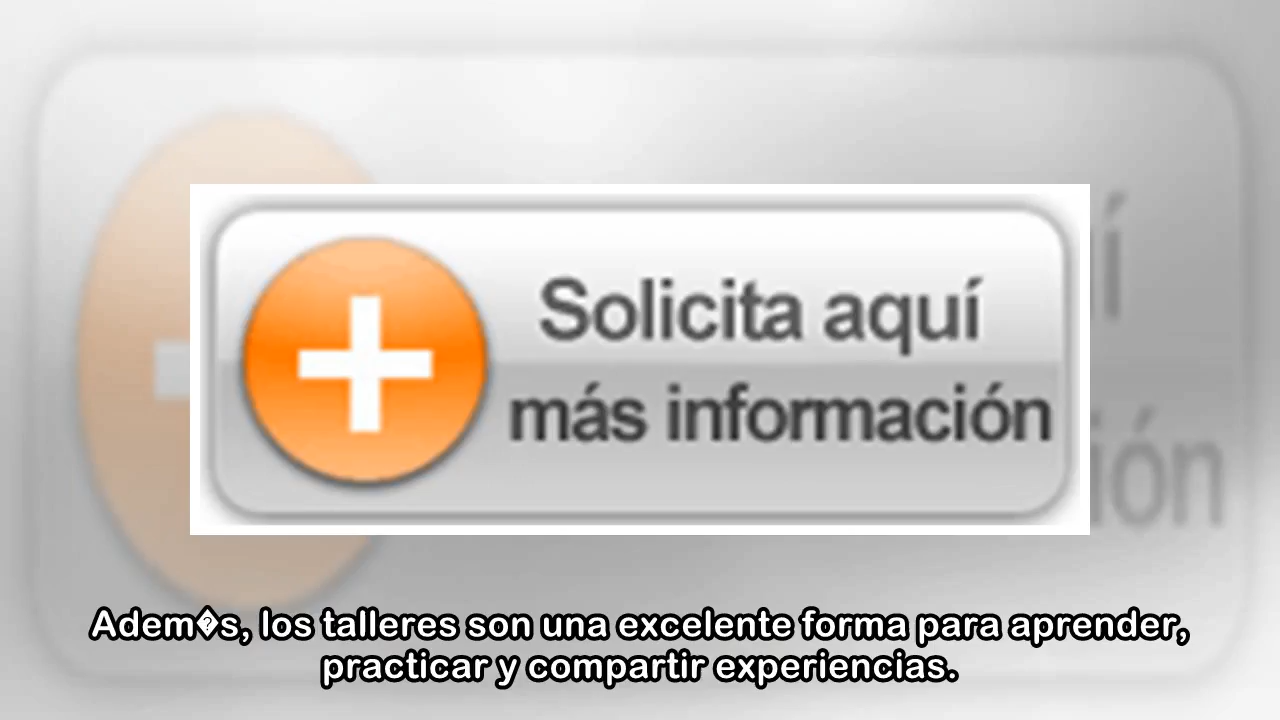 Solicita aquí
más información
Adem�s, los talleres son una excelente forma para aprender,
practicar y compartir experiencias.